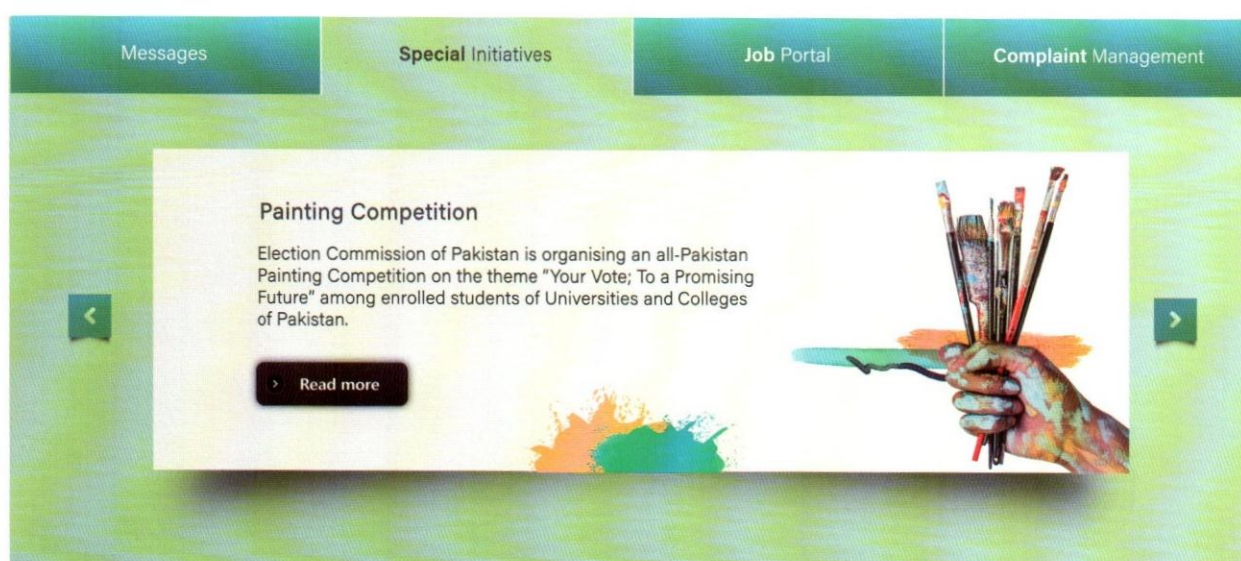 Messages
Special Initiatives
Job Portal
Complaint Management
Painting Competition
Election Commission of Pakistan is organising an all-Pakistan
Painting Competition on the theme "Your Vote; To a Promising
Future" among enrolled students of Universities and Colleges
of Pakistan.
Read more